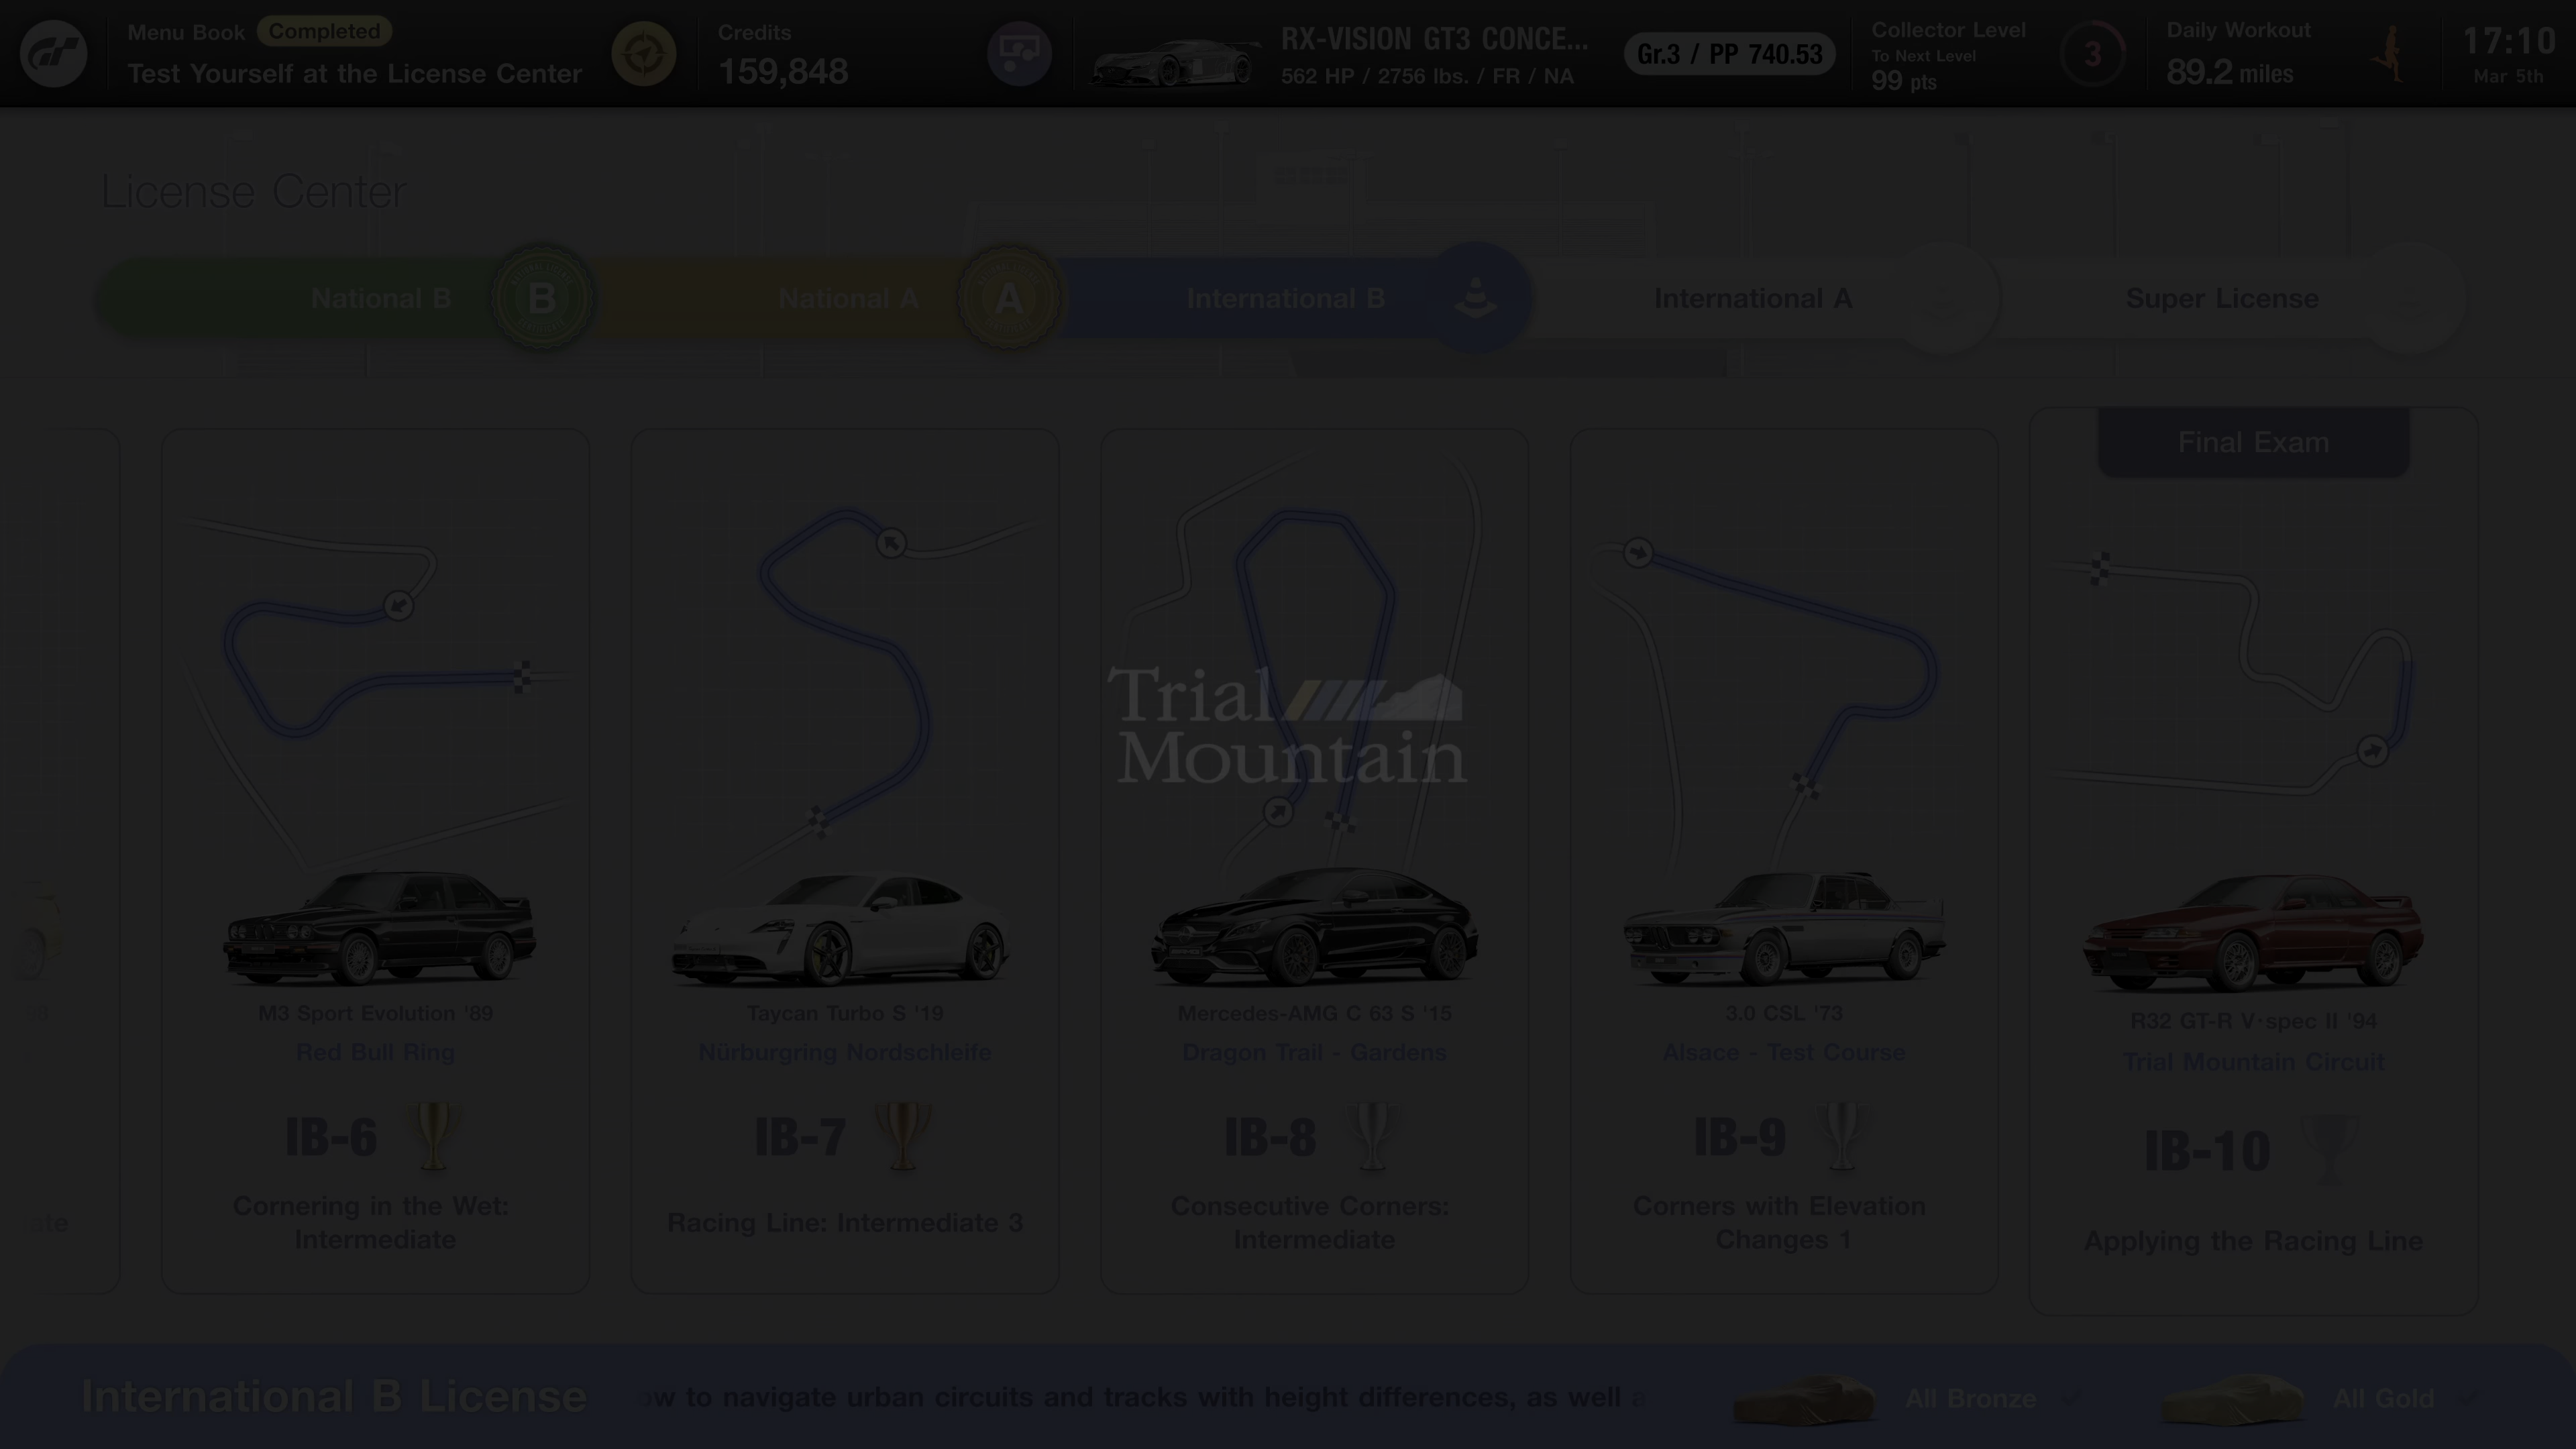 Menu Book Completed
Test Yourself at the License Center
Credits
159,848
RX-VISION GT3 CONCE...
562 HP / 2756 lbs. / FR / NA
Gr.3 / PP 740.53
Collector Level
To Next Level
99 pts
3
Daily Workout
89.2 miles
17:10
Mar 5th
License Center
National B
B
National A
A
International B
International A
Super License
Final Exam
Trial
Mountain
M3 Sport Evolution '89
Red Bull Ring
IB-6
Cornering in the Wet:
Intermediate
Taycan Turbo S '19
Nürburgring Nordschleife
IB-7
Racing Line: Intermediate 3
Mercedes-AMG C 63 S '15
Dragon Trail - Gardens
IB-8
Consecutive Corners:
Intermediate
3.0 CSL '73
Alsace - Test Course
IB-9
Corners with Elevation
Changes 1
R32 GT-R V·spec II '94
Trial Mountain Circuit
IB-10
Applying the Racing Line
International B License
ow to navigate urban circuits and tracks with height differences, as well a
All Bronze
All Gold